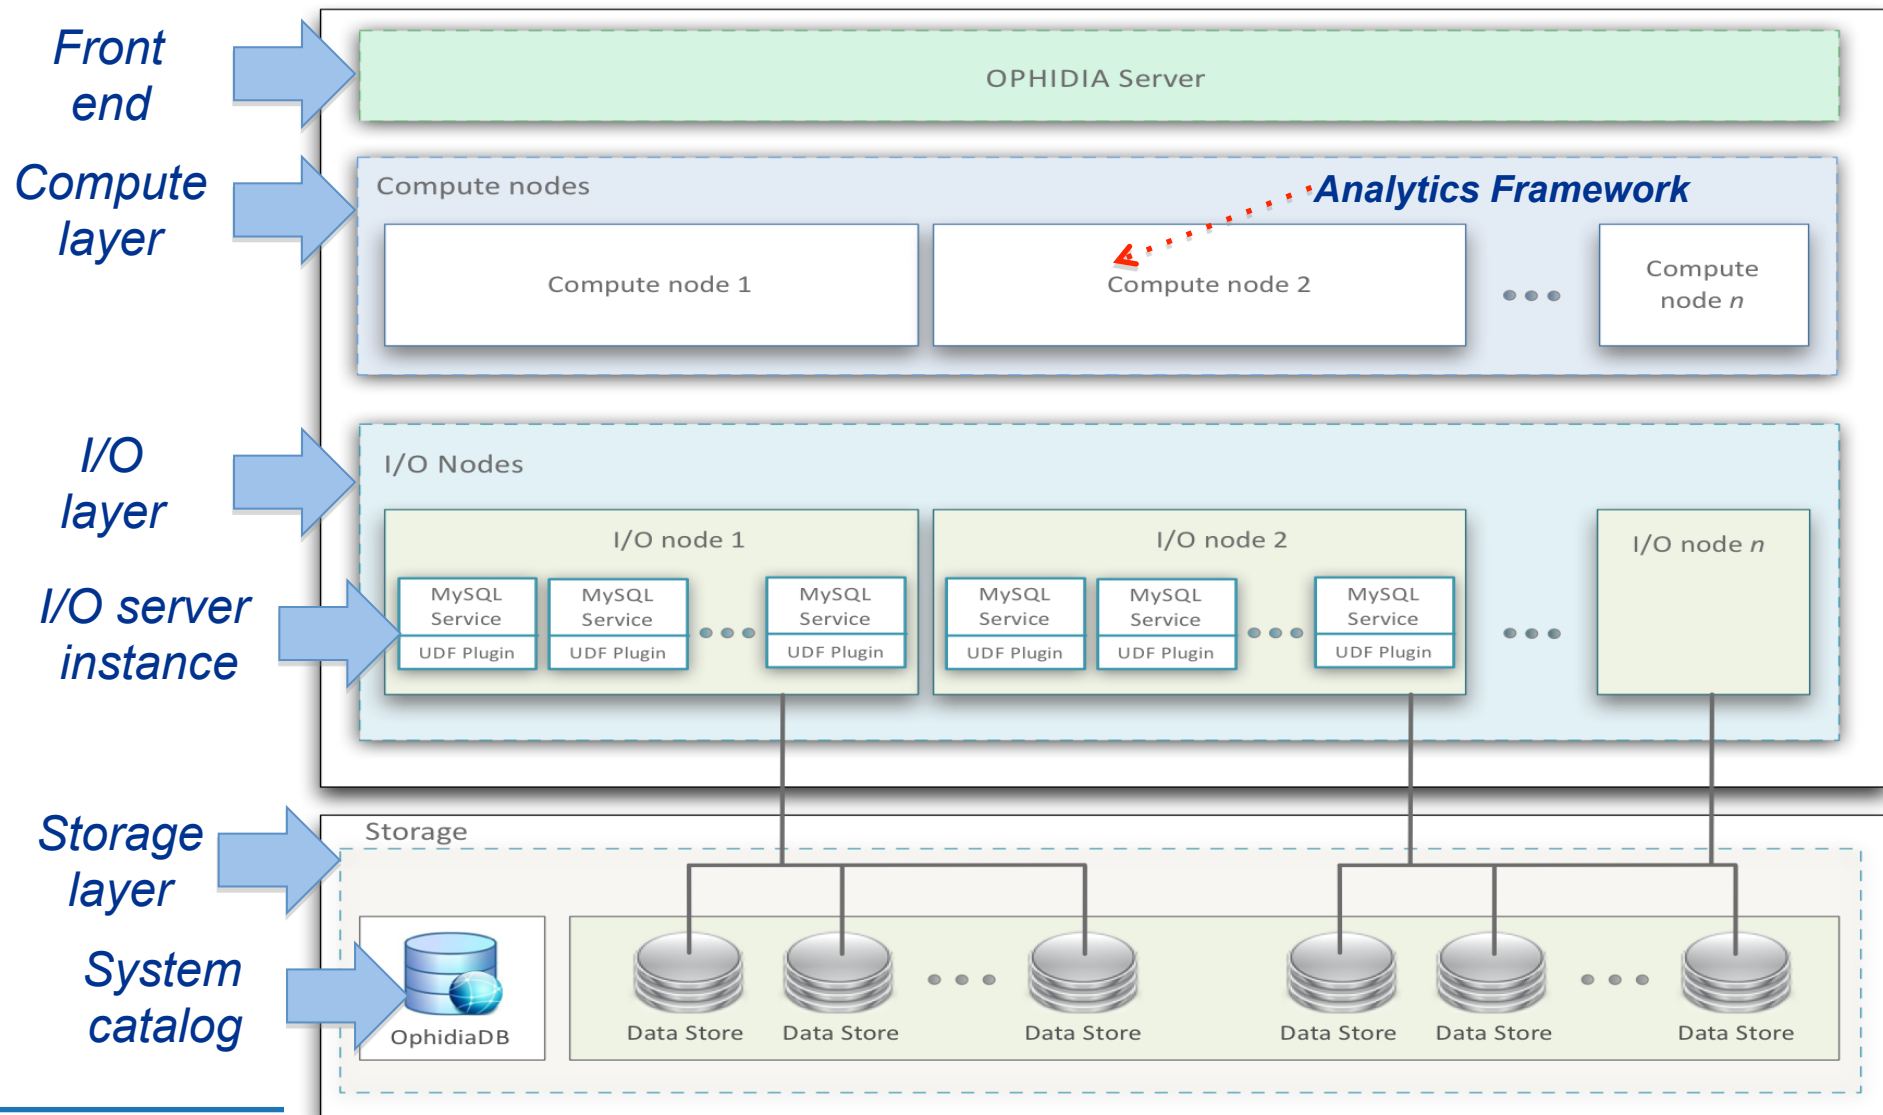 Front
end
OPHIDIA Server
Compute
layer
Compute nodes
Analytics Framework
Compute node 1
Compute node 2
Compute
node n
I/O
layer
I/O Nodes
I/O node 1
I/O node 2
I/O node n
I/O server
instance
MySQL
Service
UDF Plugin
MySQL
Service
UDF Plugin
MySQL
Service
UDF Plugin
MySQL
Service
UDF Plugin
MySQL
Service
UDF Plugin
MySQL
Service
UDF Plugin
Storage
layer
Storage
System
catalog
OphidiaDB
Data Store
Data Store
Data Store
Data Store
Data Store
Data Store